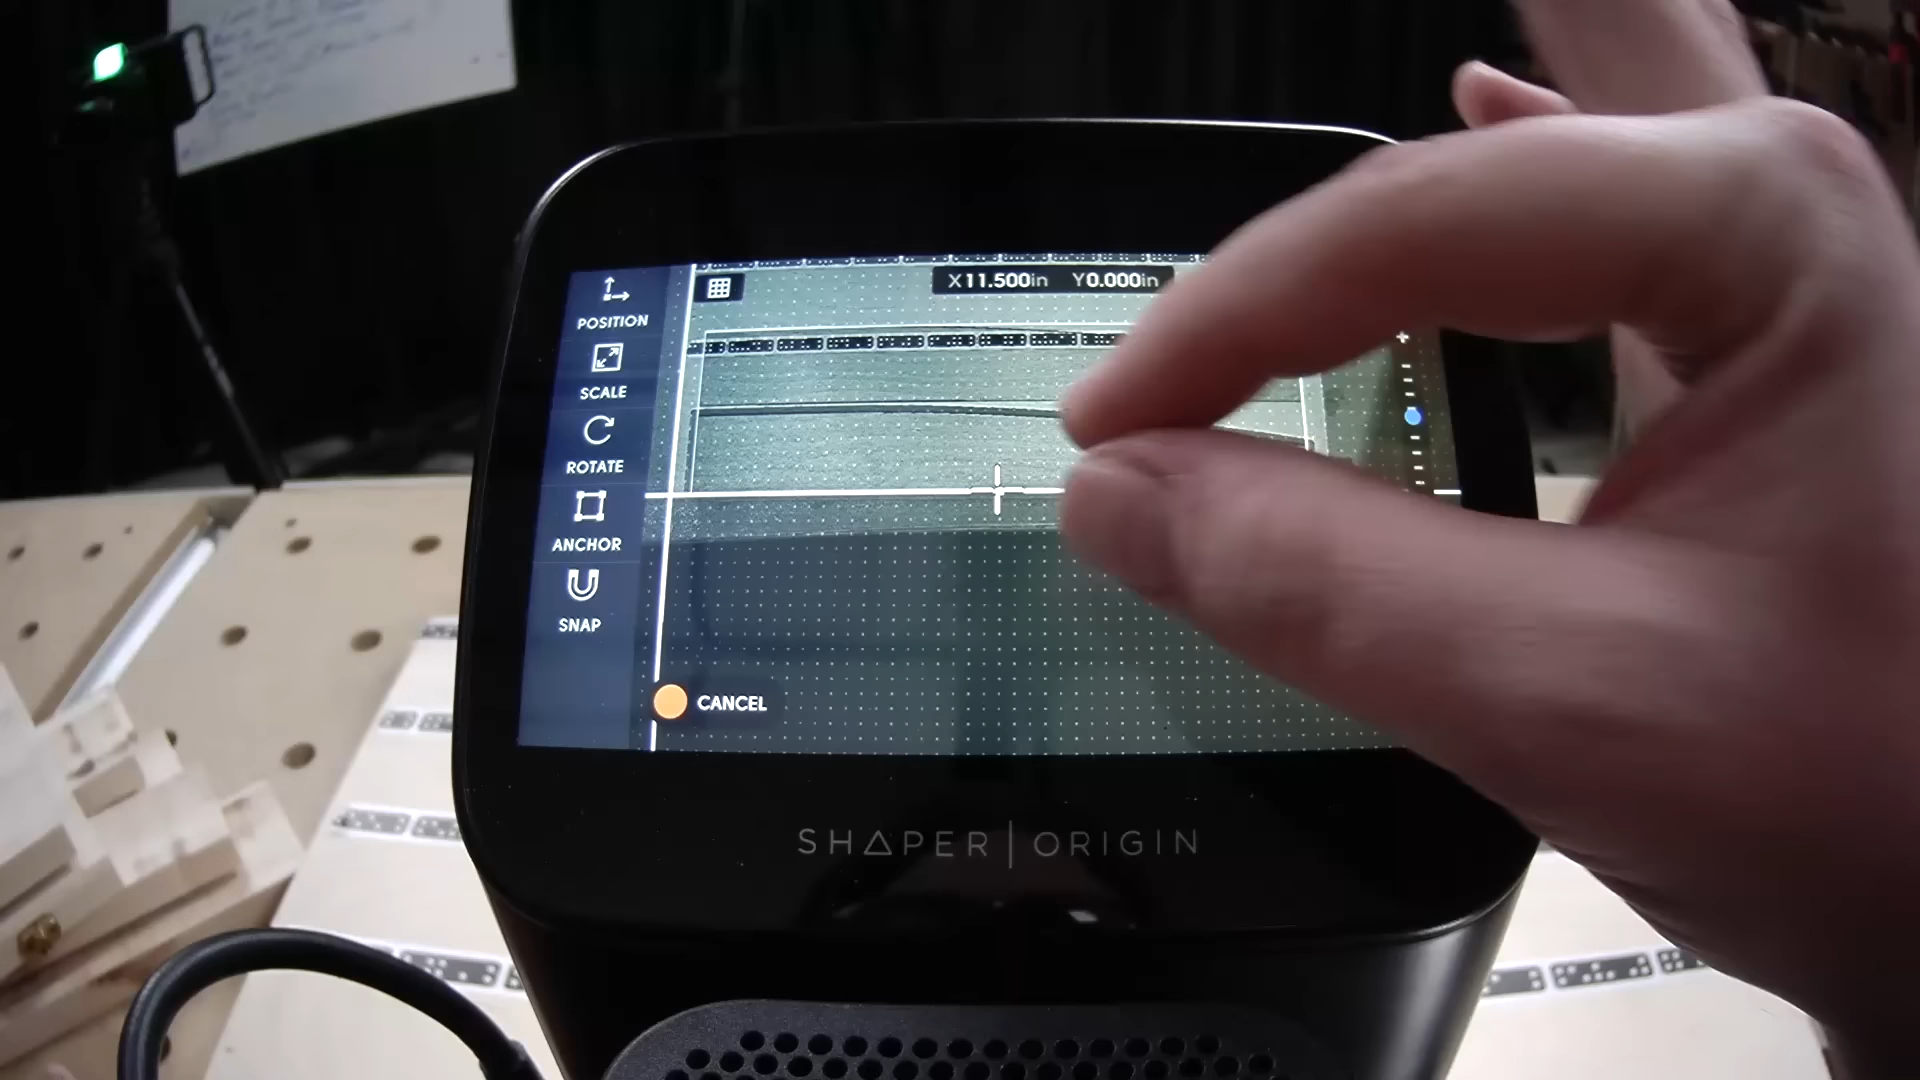 X11.500in Y0.000in
POSITION
SCALE
ROTATE
ANCHOR
SNAP
CANCEL
SHAPER|ORIGIN